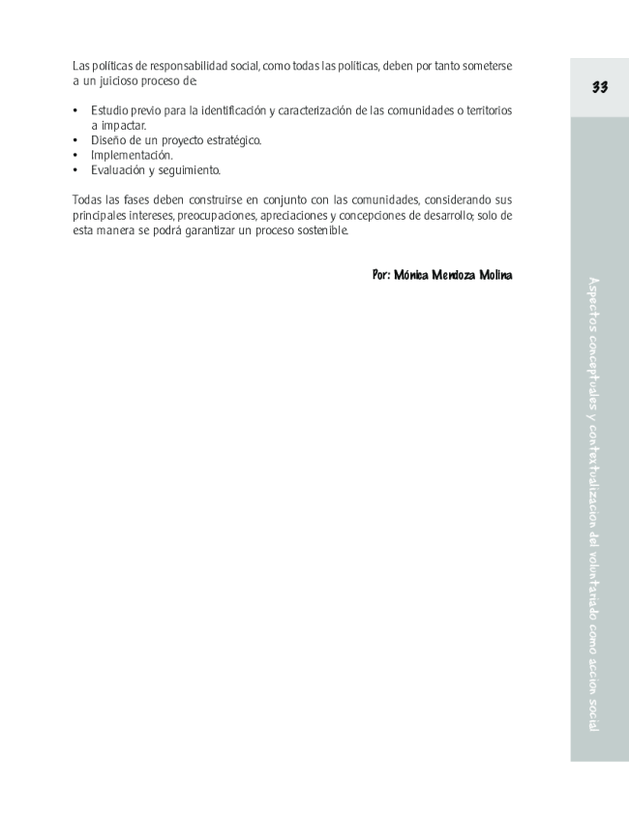 Las políticas de responsabilidad social, como todas las políticas, deben por tanto someterse
a un juicioso proceso de:
• Estudio previo para la identificación y caracterización de las comunidades o territorios
a impactar.
• Diseño de un proyecto estratégico.
• Implementación.
• Evaluación y seguimiento.
Todas las fases deben construirse en conjunto con las comunidades, considerando sus
principales intereses, preocupaciones, apreciaciones y concepciones de desarrollo; solo de
esta manera se podrá garantizar un proceso sostenible.
Por: Mónica Mendoza Molina
33
Aspectos conceptuales y contextualizacion del voluntariado como accion social